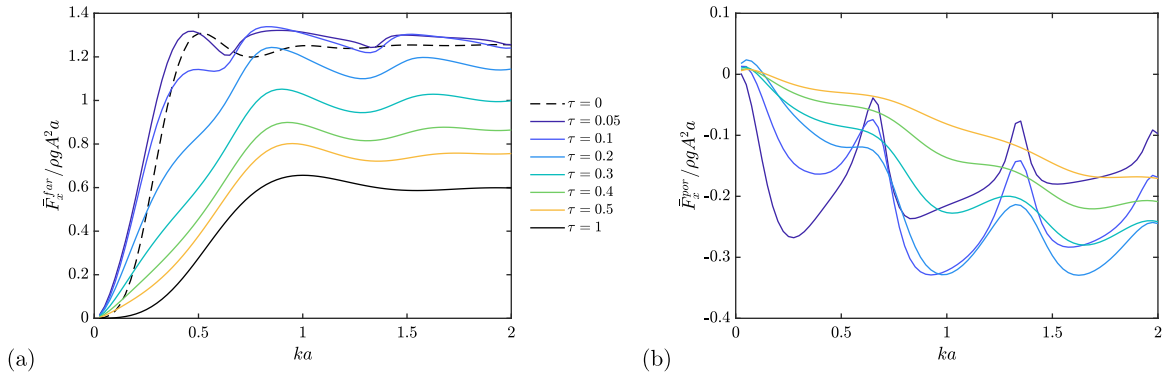 1.4
1.2
1
0.8
0.6
0.4
0.2
0
0
0.5
1
1.5
2
F̄ₓᶠᵃʳ/ρgA²a
ka
(a)
τ = 0
τ = 0.05
τ = 0.1
τ = 0.2
τ = 0.3
τ = 0.4
τ = 0.5
τ = 1
0.1
0
-0.1
-0.2
-0.3
-0.4
0
0.5
1
1.5
2
F̄ₓᵖᵒʳ/ρgA²a
ka
(b)